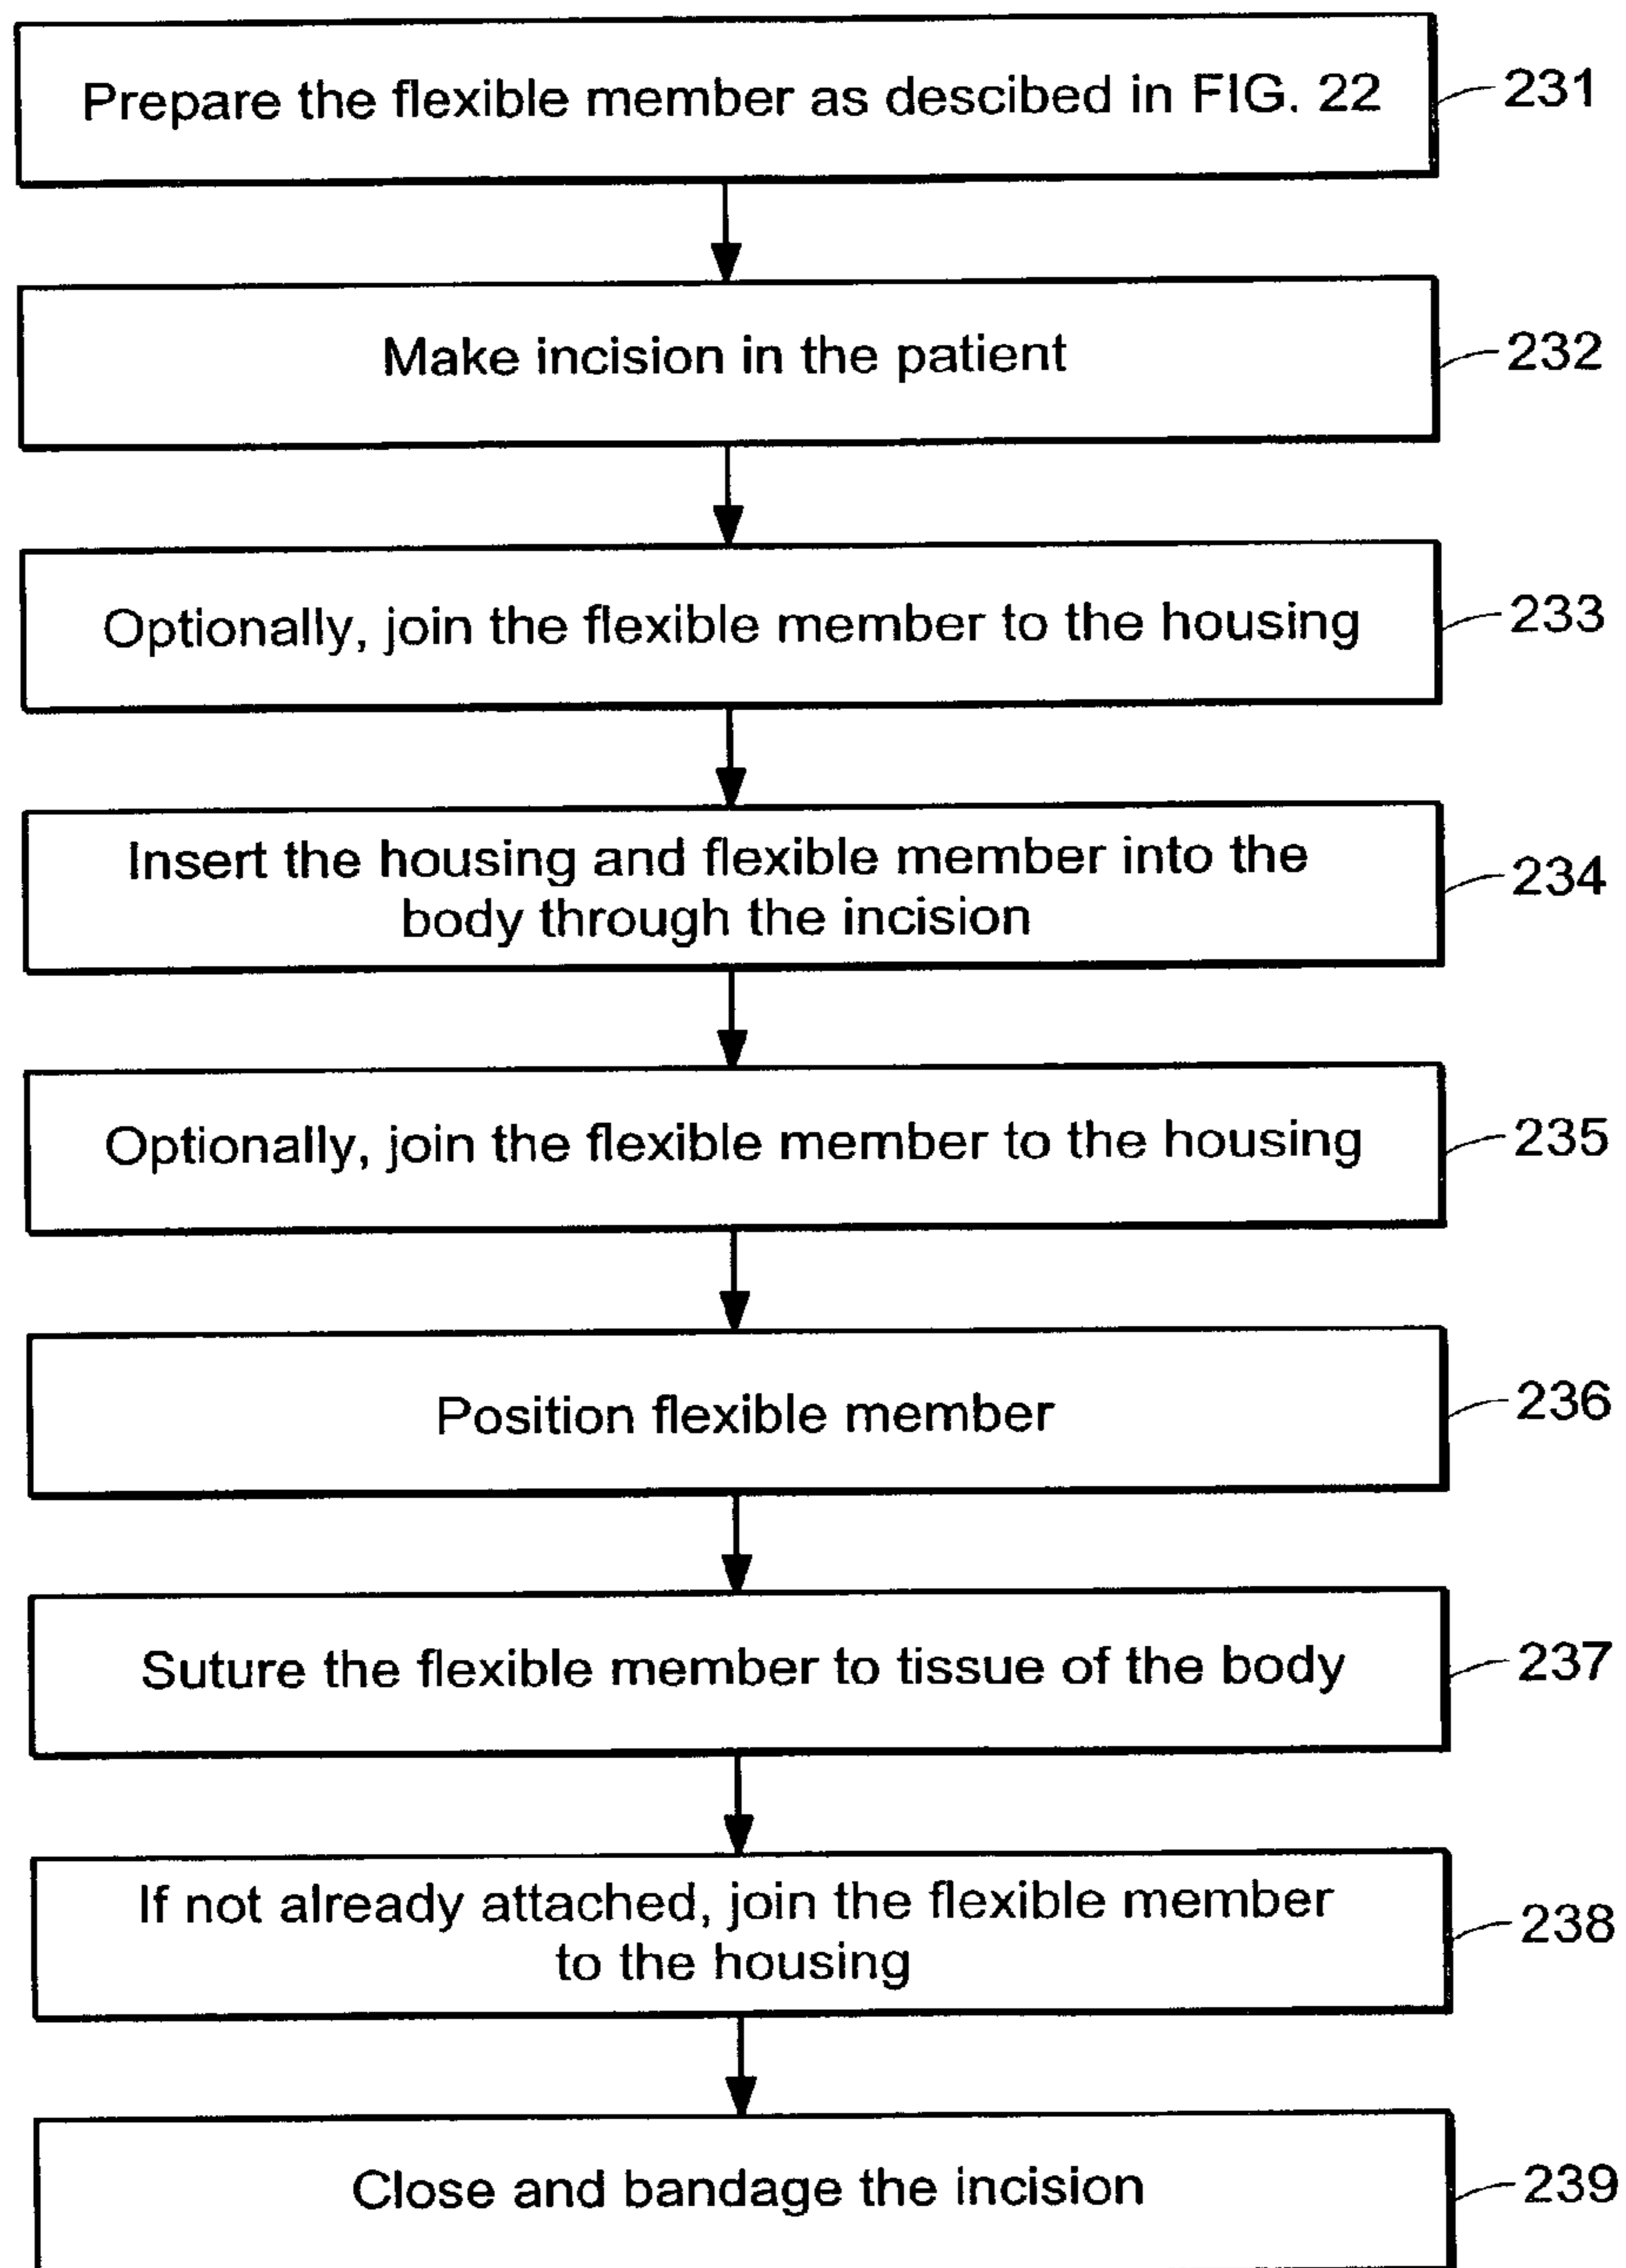 Prepare the flexible member as descibed in FIG. 22
231
Make incision in the patient
232
Optionally, join the flexible member to the housing
233
Insert the housing and flexible member into the
body through the incision
234
Optionally, join the flexible member to the housing
235
Position flexible member
236
Suture the flexible member to tissue of the body
237
If not already attached, join the flexible member
to the housing
238
Close and bandage the incision
239